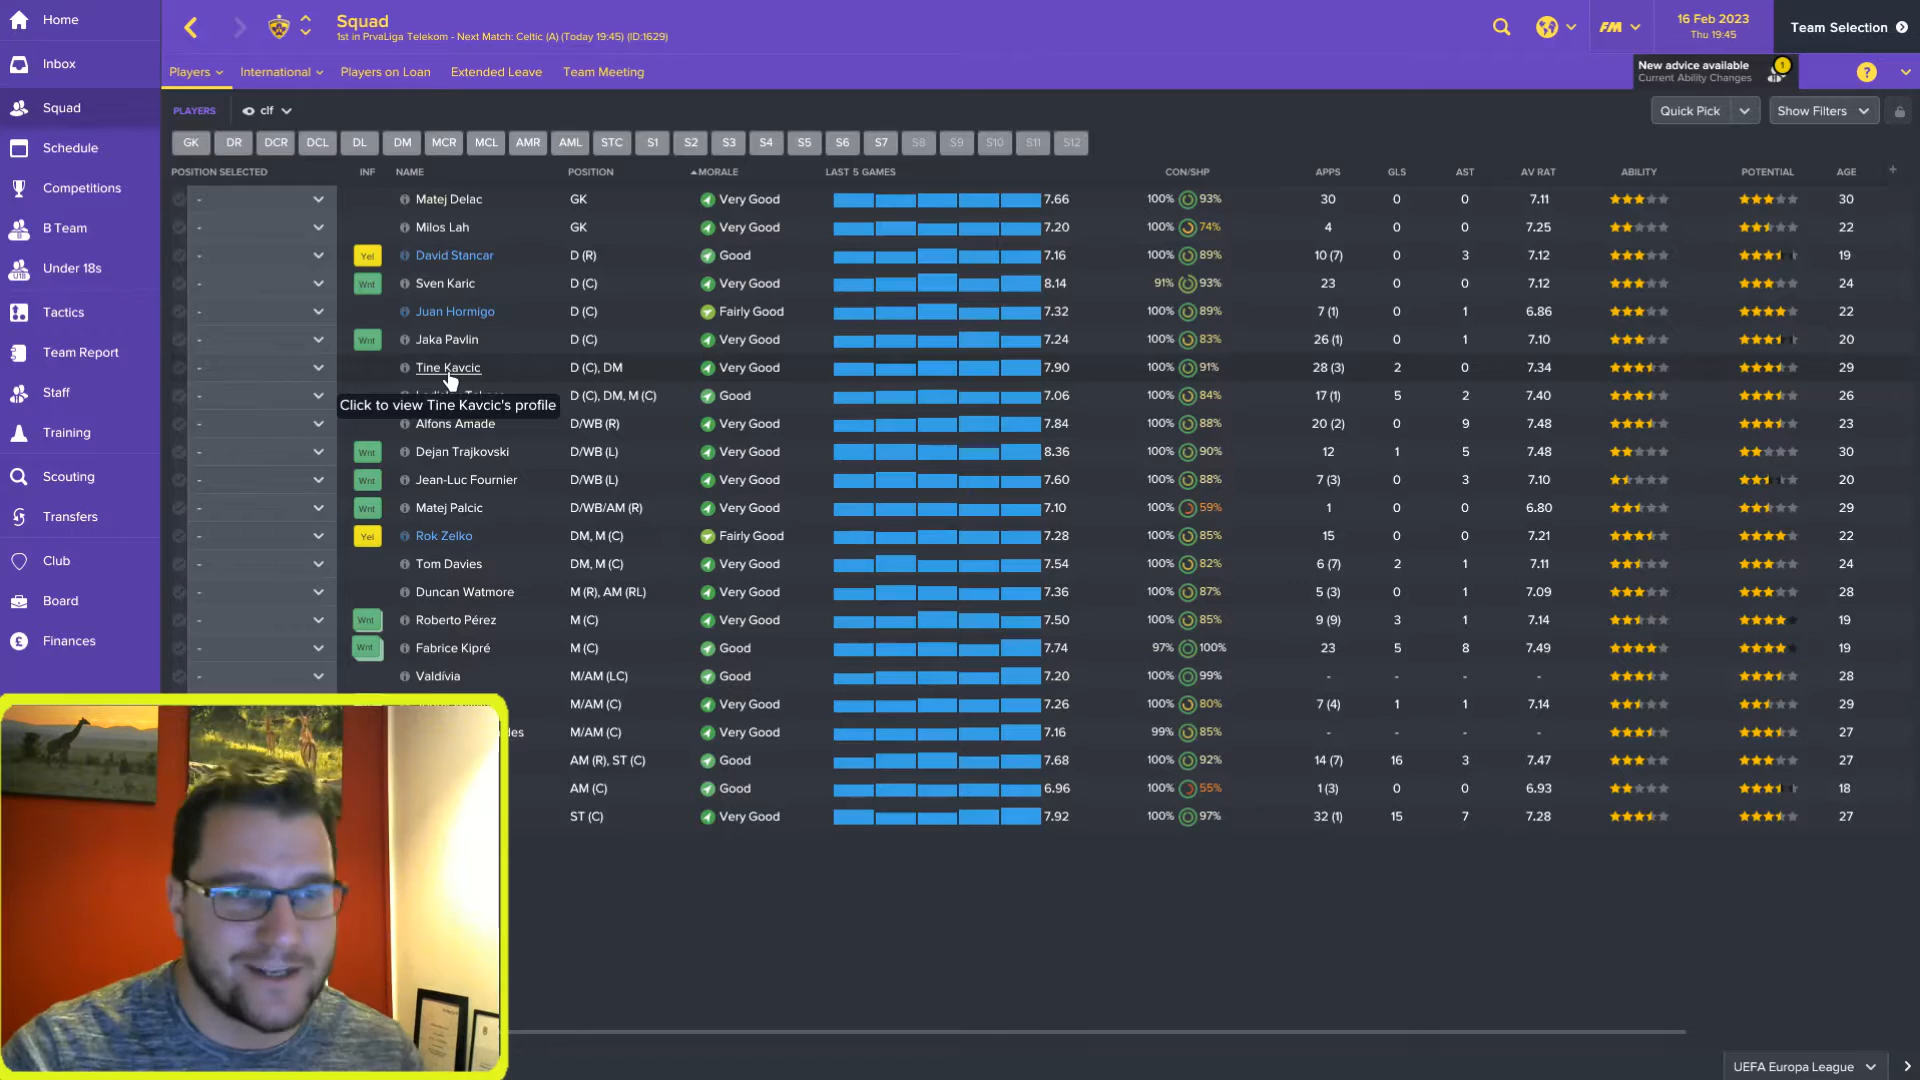 Home
Inbox
Squad
Schedule
Competitions
B Team
Under 18s
Tactics
Team Report
Staff
Training
Scouting
Transfers
Club
Board
Finances
Squad
1st in PrvaLiga Telekom - Next Match: Celtic (A) (Today 19:45) (ID:1629)
FM
16 Feb 2023
Thu 19:45
Team Selection
Players International Players on Loan Extended Leave Team Meeting
New advice available
Current Ability Changes
1
?
PLAYERS clf
Quick Pick Show Filters
GK DR DCR DCL DL DM MCR MCL AMR AML STC S1 S2 S3 S4 S5 S6 S7 S8 S9 S10 S11 S12
POSITION SELECTED INF NAME POSITION MORALE LAST 5 GAMES CON/SHP APPS GLS AST AV RAT ABILITY POTENTIAL AGE
- Matej Delac GK Very Good 7.66 100% 93% 30 0 0 7.11 30
- Milos Lah GK Very Good 7.20 100% 74% 4 0 0 7.25 22
- Yel David Stancar D (R) Good 7.16 100% 89% 10 (7) 0 3 7.12 19
- Wnt Sven Karic D (C) Very Good 8.14 91% 93% 23 0 0 7.12 24
- Juan Hormigo D (C) Fairly Good 7.32 100% 89% 7 (1) 0 1 6.86 22
- Wnt Jaka Pavlin D (C) Very Good 7.24 100% 83% 26 (1) 0 1 7.10 20
- Tine Kavcic D (C), DM Very Good 7.90 100% 91% 28 (3) 2 0 7.34 29
- D (C), DM, M (C) Good 7.06 100% 84% 17 (1) 5 2 7.40 26
Click to view Tine Kavcic's profile
- Alfons Amade D/WB (R) Very Good 7.84 100% 88% 20 (2) 0 9 7.48 23
- Wnt Dejan Trajkovski D/WB (L) Very Good 8.36 100% 90% 12 1 5 7.48 30
- Wnt Jean-Luc Fournier D/WB (L) Very Good 7.60 100% 88% 7 (3) 0 3 7.10 20
- Wnt Matej Palcic D/WB/AM (R) Very Good 7.10 100% 59% 1 0 0 6.80 29
- Yel Rok Zelko DM, M (C) Fairly Good 7.28 100% 85% 15 0 0 7.21 22
- Tom Davies DM, M (C) Very Good 7.54 100% 82% 6 (7) 2 1 7.11 24
- Duncan Watmore M (R), AM (RL) Very Good 7.36 100% 87% 5 (3) 0 1 7.09 28
- Wnt Roberto Pérez M (C) Very Good 7.50 100% 85% 9 (9) 3 1 7.14 19
- Wnt Fabrice Kipré M (C) Good 7.74 97% 100% 23 5 8 7.49 19
- Valdívia M/AM (LC) Good 7.20 100% 99% - - - - 28
M/AM (C) Very Good 7.26 100% 80% 7 (4) 1 1 7.14 29
des M/AM (C) Very Good 7.16 99% 85% - - - - 27
AM (R), ST (C) Good 7.68 100% 92% 14 (7) 16 3 7.47 27
AM (C) Good 6.96 100% 55% 1 (3) 0 0 6.93 18
ST (C) Very Good 7.92 100% 97% 32 (1) 15 7 7.28 27
UEFA Europa League